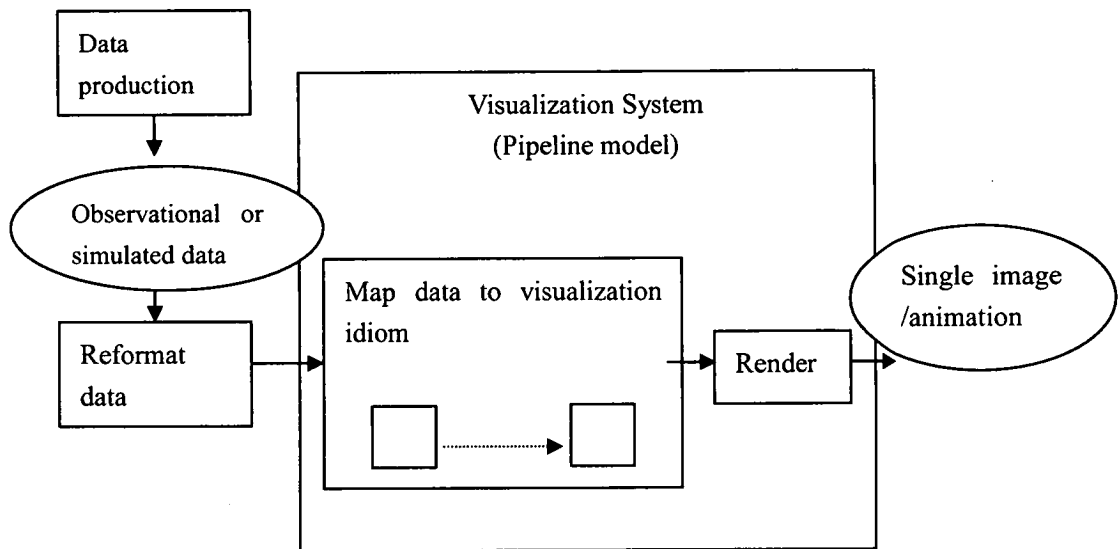 Data
production
Visualization System
(Pipeline model)
Observational or
simulated data
Map data to visualization
idiom
Single image
/animation
Reformat
data
Render